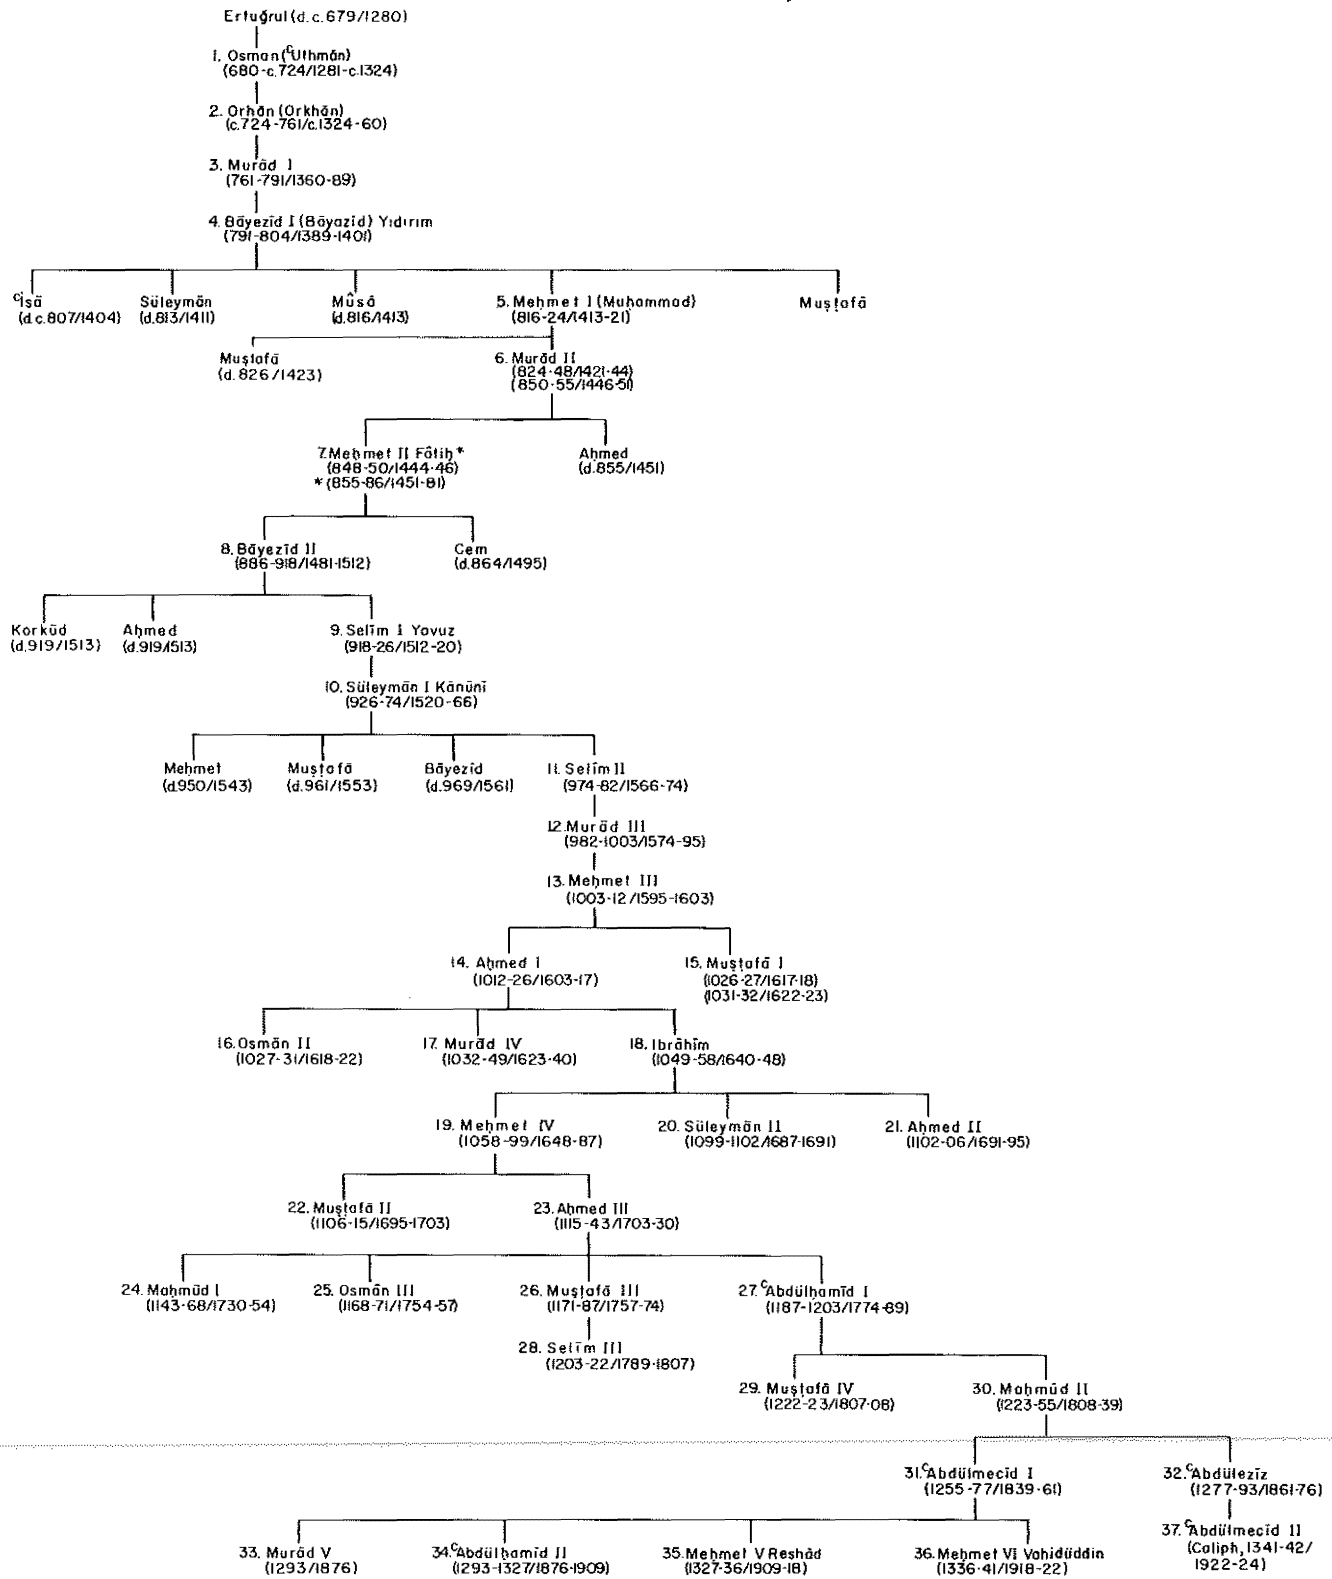 Ertuğrul (d.c.679/1280)
1. Osman (ᶜUthmān)
(680-c.724/1281-c.1324)
2. Orhān (Orkhān)
(c.724-761/c.1324-60)
3. Murād I
(761-791/1360-89)
4. Bāyezīd I (Bāyazīd) Yıdırım
(791-804/1389-1401)
ᶜĪsā
(d.c.807/1404)
Süleymān
(d.813/1411)
Mûsâ
(d.816/1413)
5. Meḥmet I (Muḥammad)
(816-24/1413-21)
Muṣṭafā
Muṣṭafā
(d.826/1423)
6. Murād II
(824-48/1421-44)
(850-55/1446-51)
7. Meḥmet II Fātiḥ*
(848-50/1444-46)
*(855-86/1451-81)
Aḥmed
(d.855/1451)
8. Bāyezīd II
(886-918/1481-1512)
Cem
(d.864/1495)
Korkūd
(d.919/1513)
Aḥmed
(d.919/1513)
9. Selīm I Yavuz
(918-26/1512-20)
10. Süleymān I Kānūnī
(926-74/1520-66)
Meḥmet
(d.950/1543)
Muṣṭafā
(d.961/1553)
Bāyezīd
(d.969/1561)
11. Selīm II
(974-82/1566-74)
12. Murād III
(982-1003/1574-95)
13. Meḥmet III
(1003-12/1595-1603)
14. Aḥmed I
(1012-26/1603-17)
15. Muṣṭafā I
(1026-27/1617-18)
(1031-32/1622-23)
16. Osmān II
(1027-31/1618-22)
17. Murād IV
(1032-49/1623-40)
18. Ibrāhīm
(1049-58/1640-48)
19. Meḥmet IV
(1058-99/1648-87)
20. Süleymān II
(1099-1102/1687-1691)
21. Aḥmed II
(1102-06/1691-95)
22. Muṣṭafā II
(1106-15/1695-1703)
23. Aḥmed III
(1115-43/1703-30)
24. Maḥmūd I
(1143-68/1730-54)
25. Osmān III
(1168-71/1754-57)
26. Muṣṭafā III
(1171-87/1757-74)
27. ᶜAbdülḥamīd I
(1187-1203/1774-89)
28. Selīm III
(1203-22/1789-1807)
29. Muṣṭafā IV
(1222-23/1807-08)
30. Maḥmūd II
(1223-55/1808-39)
31. ᶜAbdülmecīd I
(1255-77/1839-61)
32. ᶜAbdülezīz
(1277-93/1861-76)
33. Murād V
(1293/1876)
34. ᶜAbdülḥamīd II
(1293-1327/1876-1909)
35. Meḥmet V Reshād
(1327-36/1909-18)
36. Meḥmet VI Vahidüddin
(1336-41/1918-22)
37. ᶜAbdülmecīd II
(Caliph, 1341-42/
1922-24)